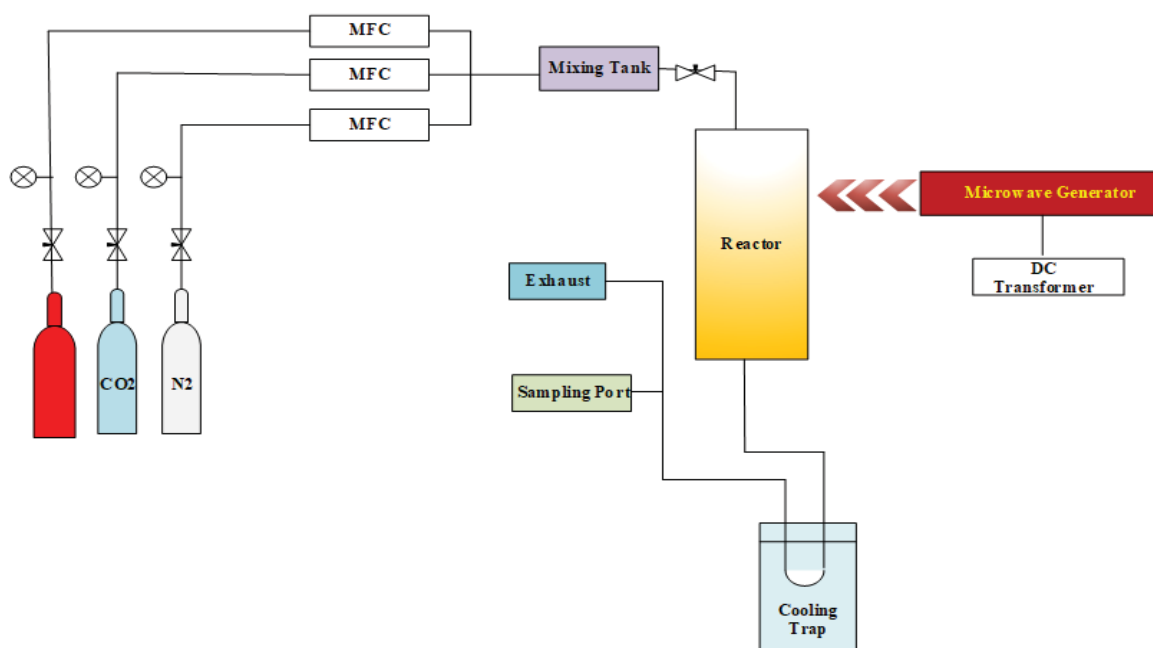 MFC
MFC
MFC
Mixing Tank
Microwave Generator
Reactor
DC
Transformer
Exhaust
Sampling Port
CO2
N2
Cooling
Trap